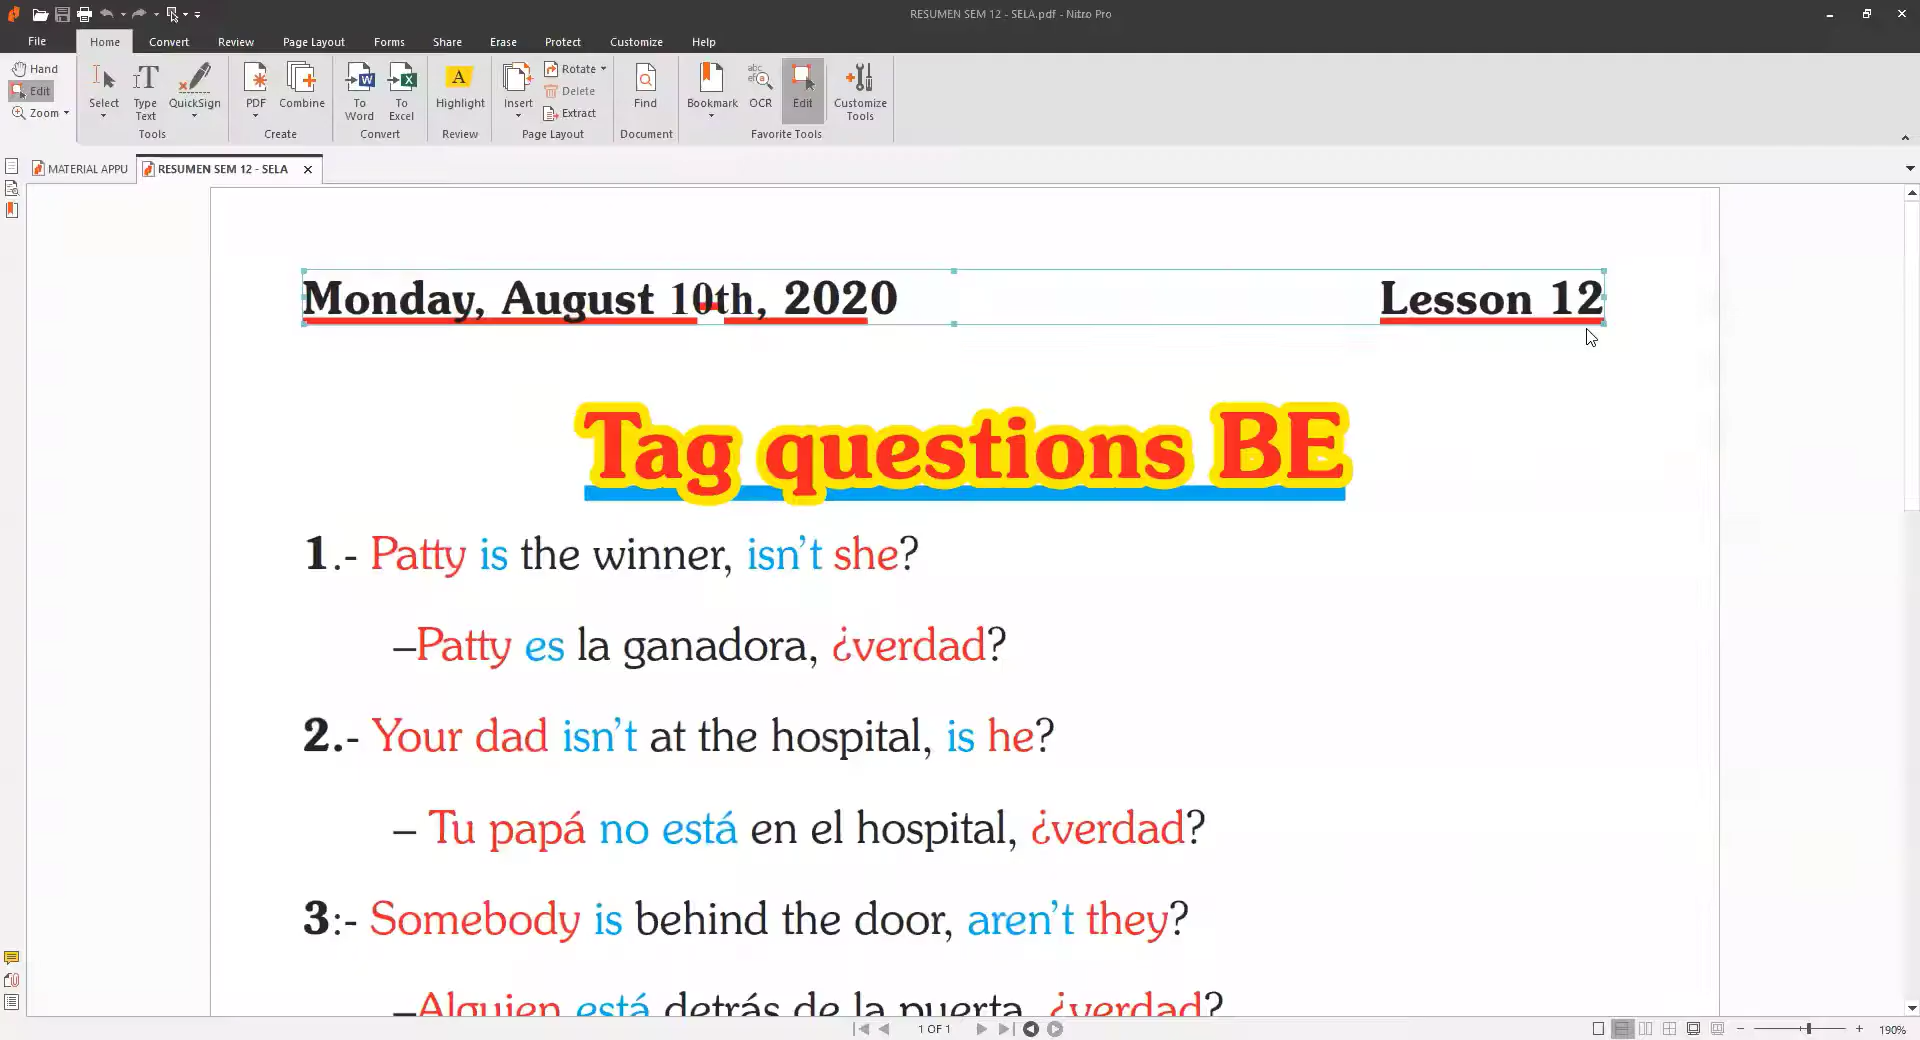 RESUMEN SEM 12 - SELA.pdf - Nitro Pro
File Home Convert Review Page Layout Forms Share Erase Protect Customize Help
Hand
Edit
Zoom
Select
Type Text
QuickSign
Tools
PDF
Combine
Create
To Word
To Excel
Convert
Highlight
Review
Insert
Rotate
Delete
Extract
Page Layout
Find
Document
Bookmark
OCR
Edit
Customize Tools
Favorite Tools
MATERIAL APPU
RESUMEN SEM 12 - SELA
Monday, August 10th, 2020 Lesson 12
Tag questions BE
1.- Patty is the winner, isn't she?
–Patty es la ganadora, ¿verdad?
2.- Your dad isn't at the hospital, is he?
– Tu papá no está en el hospital, ¿verdad?
3:- Somebody is behind the door, aren't they?
–Alguien está detrás de la puerta, ¿verdad?
1 OF 1
190%